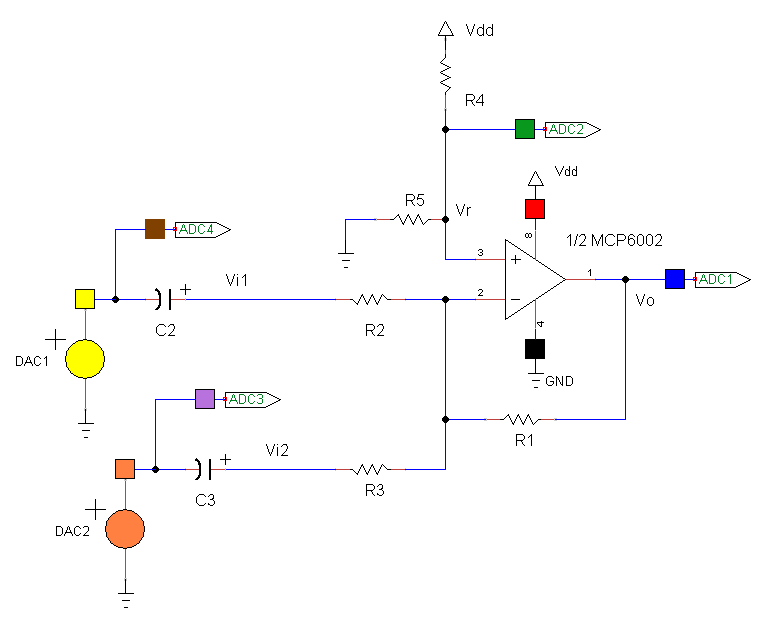 Vdd
R4
ADC2
Vdd
R5
Vr
8
ADC4
3
+
1/2 MCP6002
Vi1
+
2
−
1
ADC1
C2
R2
Vo
4
+
DAC1
GND
ADC3
R1
Vi2
+
C3
R3
+
DAC2